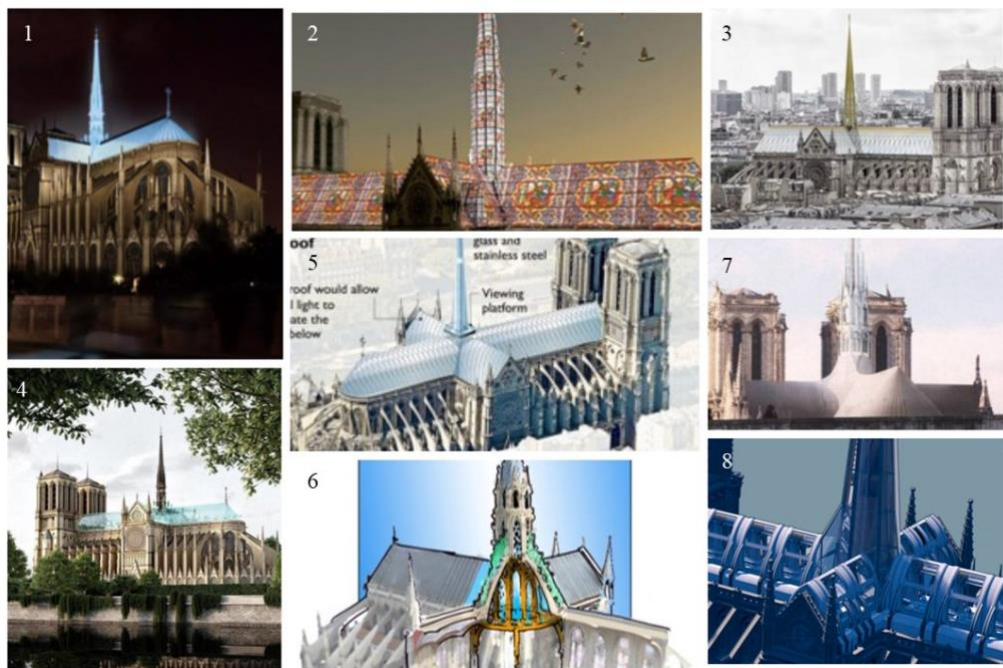 1
2
3
oof
5
glass and
stainless steel
roof would allow
l light to
ate the
below
Viewing
platform
7
4
6
8